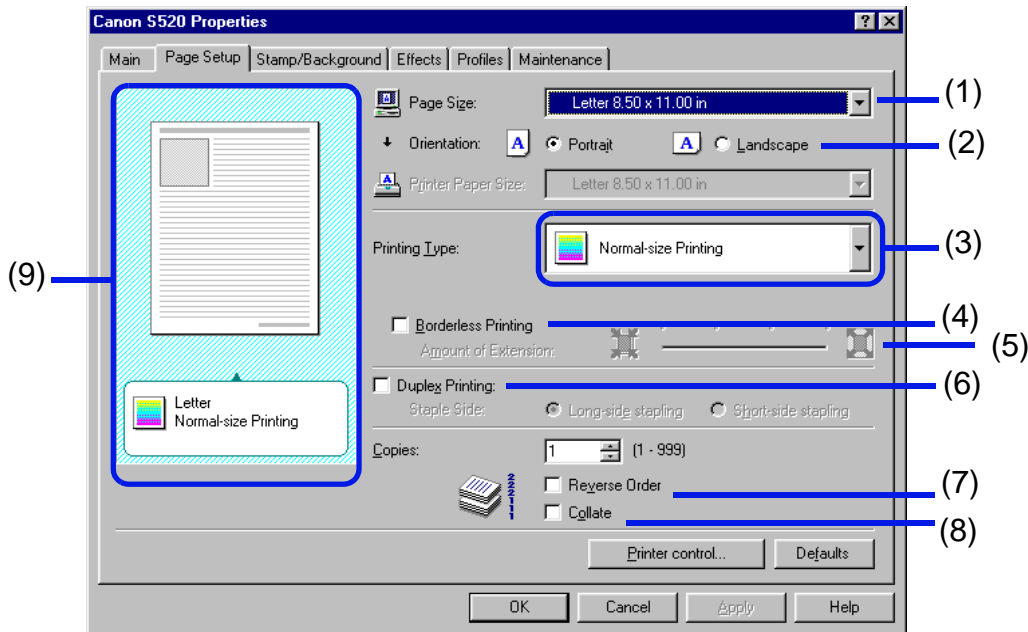 Canon S520 Properties
Main Page Setup Stamp/Background Effects Profiles Maintenance
Page Size: Letter 8.50 x 11.00 in (1)
Orientation: A Portrait A Landscape (2)
Printer Paper Size: Letter 8.50 x 11.00 in
Printing Type: Normal-size Printing (3)
(9)
Borderless Printing (4)
Amount of Extension: (5)
Duplex Printing: (6)
Staple Side: Long-side stapling Short-side stapling
Letter
Normal-size Printing
Copies: 1 (1 - 999)
222111
Reverse Order (7)
Collate (8)
Printer control... Defaults
OK Cancel Apply Help